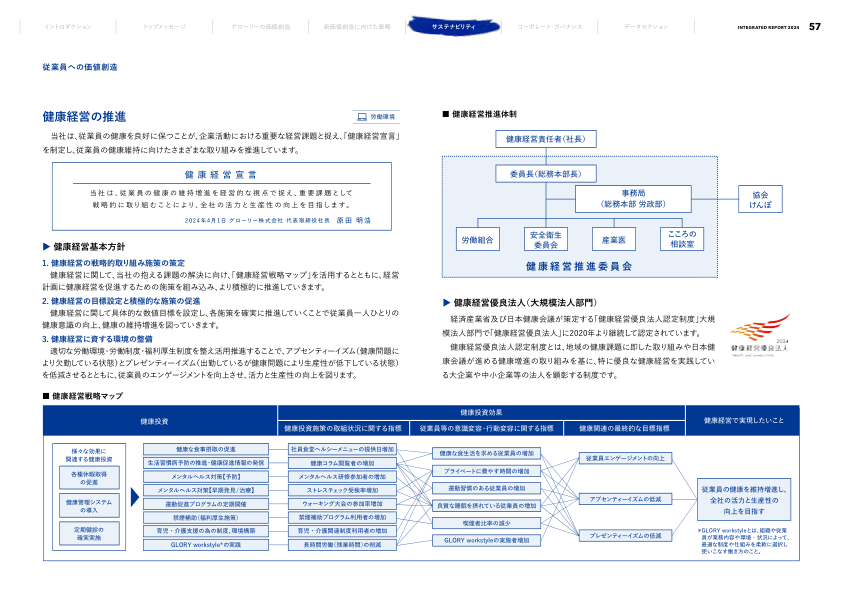 イントロダクション
トップメッセージ
グローリーの価値創造
新価値創造に向けた戦略
サステナビリティ
コーポレート・ガバナンス
データセクション
INTEGRATED REPORT 2024 57
従業員への価値創造
健康経営の推進
労働環境
当社は、従業員の健康を良好に保つことが、企業活動における重要な経営課題と捉え、「健康経営宣言」
を制定し、従業員の健康維持に向けたさまざまな取り組みを推進しています。
健康経営宣言
当社は、従業員の健康の維持増進を経営的な視点で捉え、重要課題として
戦略的に取り組むことにより、全社の活力と生産性の向上を目指します。
2024年4月1日 グローリー株式会社 代表取締役社長 原田 明浩
▶ 健康経営基本方針
1. 健康経営の戦略的取り組み施策の策定
健康経営に関して、当社の抱える課題の解決に向け、「健康経営戦略マップ」を活用するとともに、経営
計画に健康経営を促進するための施策を組み込み、より積極的に推進していきます。
2. 健康経営の目標設定と積極的な施策の促進
健康経営に関して具体的な数値目標を設定し、各施策を確実に推進していくことで従業員一人ひとりの
健康意識の向上、健康の維持増進を図っていきます。
3. 健康経営に資する環境の整備
適切な労働環境・労働制度・福利厚生制度を整え活用推進することで、アブセンティーイズム(健康問題に
より欠勤している状態)とプレゼンティーイズム(出勤しているが健康問題により生産性が低下している状態)
を低減させるとともに、従業員のエンゲージメントを向上させ、活力と生産性の向上を図ります。
■ 健康経営推進体制
健康経営責任者(社長)
委員長(総務本部長)
事務局
(総務本部 労政部)
協会
けんぽ
労働組合
安全衛生
委員会
産業医
こころの
相談室
健康経営推進委員会
▶ 健康経営優良法人(大規模法人部門)
経済産業省及び日本健康会議が策定する「健康経営優良法人認定制度」大規
模法人部門で「健康経営優良法人」に2020年より継続して認定されています。
健康経営優良法人認定制度とは、地域の健康課題に即した取り組みや日本健
康会議が進める健康増進の取り組みを基に、特に優良な健康経営を実践してい
る大企業や中小企業等の法人を顕彰する制度です。
2024
健康経営優良法人
Health and productivity
■ 健康経営戦略マップ
健康投資
健康投資効果
健康投資施策の取組状況に関する指標
従業員等の意識変容・行動変容に関する指標
健康関連の最終的な目標指標
健康経営で実現したいこと
様々な効果に
関連する健康投資
各種休暇取得
の促進
健康管理システム
の導入
定期健診の
確実実施
健康な食事摂取の促進
生活習慣病予防の推進・健康促進情報の発信
メンタルヘルス対策【予防】
メンタルヘルス対策【早期発見/治療】
運動促進プログラムの定期開催
禁煙補助(福利厚生施策)
育児・介護支援の為の制度、環境構築
GLORY workstyle*の実践
社員食堂ヘルシーメニューの提供日増加
健康コラム閲覧者の増加
メンタルヘルス研修参加者の増加
ストレスチェック受検率増加
ウォーキング大会の参加率増加
禁煙補助プログラム利用者の増加
育児・介護関連制度利用者の増加
長時間労働(残業時間)の削減
健康な食生活を求める従業員の増加
プライベートに費やす時間の増加
運動習慣のある従業員の増加
良質な睡眠を摂れている従業員の増加
喫煙者比率の減少
GLORY workstyleの実施者増加
従業員エンゲージメントの向上
アブセンティーイズムの低減
プレゼンティーイズムの低減
従業員の健康を維持増進し、
全社の活力と生産性の
向上を目指す
*GLORY workstyleとは、組織や従業
員が業務内容や環境・状況によって、
最適な制度や仕組みを柔軟に選択し
使いこなす働き方のこと。